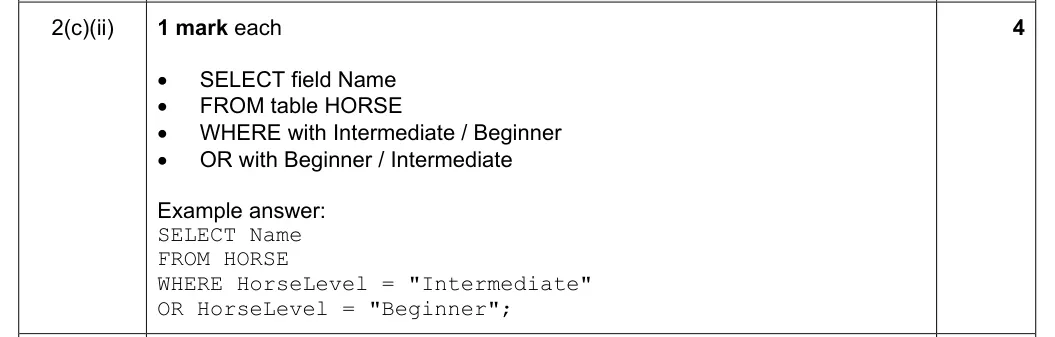 2(c)(ii)
1 mark each
4
• SELECT field Name
• FROM table HORSE
• WHERE with Intermediate / Beginner
• OR with Beginner / Intermediate
Example answer:
SELECT Name
FROM HORSE
WHERE HorseLevel = "Intermediate"
OR HorseLevel = "Beginner";